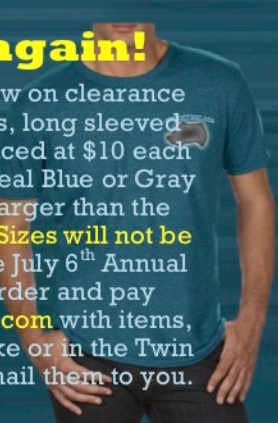 again!
w on clearance
s, long sleeved
ced at $10 each
eal Blue or Gray
arger than the
Sizes will not be
e July 6th Annual
rder and pay
com with items,
ke or in the Twin
nail them to you.